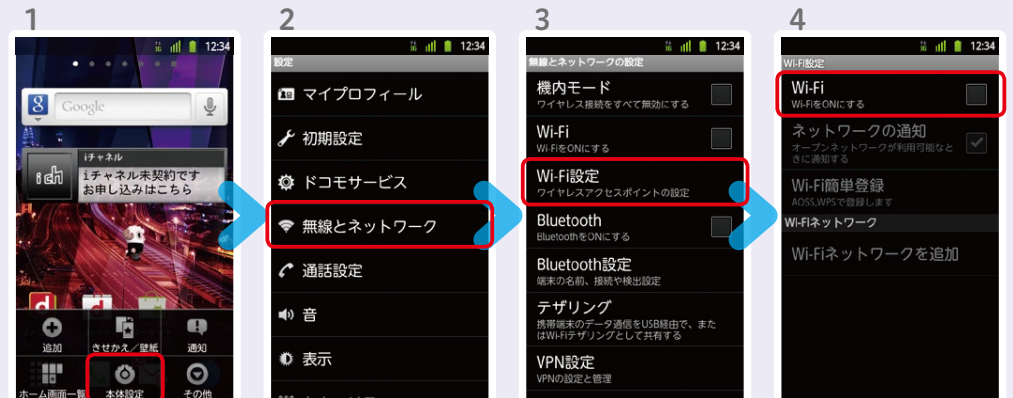 1
12:34
8
Google
iチャネル
iチャネル未契約です
お申し込みはこちら
i ch
追加
きせかえ/壁紙
通知
ホーム画面一覧
本体設定
その他
2
12:34
設定
マイプロフィール
初期設定
ドコモサービス
無線とネットワーク
通話設定
音
表示
3
12:34
無線とネットワークの設定
機内モード
ワイヤレス接続をすべて無効にする
Wi-Fi
Wi-FiをONにする
Wi-Fi設定
ワイヤレスアクセスポイントの設定
Bluetooth
BluetoothをONにする
Bluetooth設定
端末の名前、接続や検出設定
テザリング
携帯端末のデータ通信をUSB経由で、また
はWi-Fiテザリングとして共有する
VPN設定
VPNの設定と管理
4
12:34
Wi-Fi設定
Wi-Fi
Wi-FiをONにする
ネットワークの通知
オープンネットワークが利用可能なと
きに通知する
Wi-Fi簡単登録
AOSS,WPSで登録します
Wi-Fiネットワーク
Wi-Fiネットワークを追加